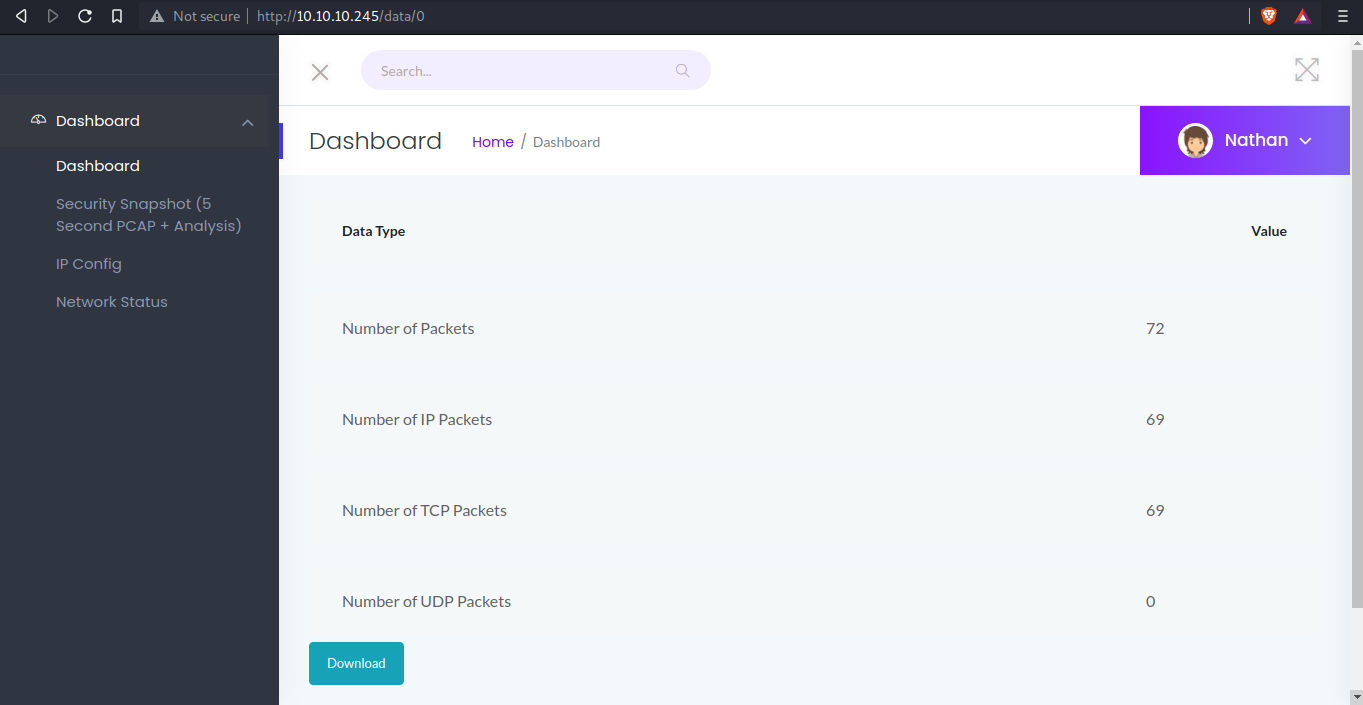 Not secure http://10.10.10.245/data/0
Search...
Dashboard
Dashboard
Security Snapshot (5
Second PCAP + Analysis)
IP Config
Network Status
Dashboard Home / Dashboard Nathan
Data Type Value
Number of Packets 72
Number of IP Packets 69
Number of TCP Packets 69
Number of UDP Packets 0
Download